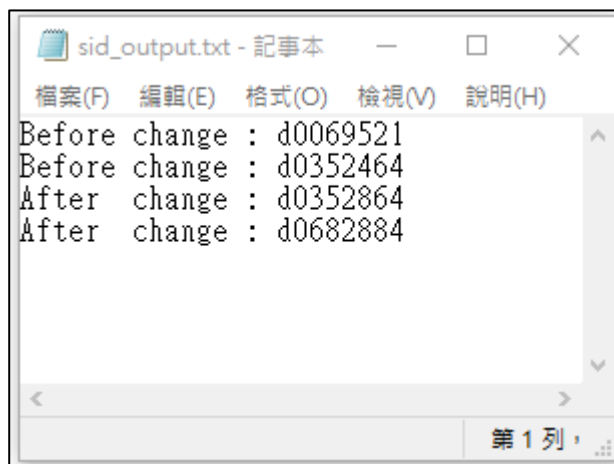 sid_output.txt - 記事本
檔案(F) 編輯(E) 格式(O) 檢視(V) 說明(H)
Before change : d0069521
Before change : d0352464
After  change : d0352864
After  change : d0682884
第 1 列，